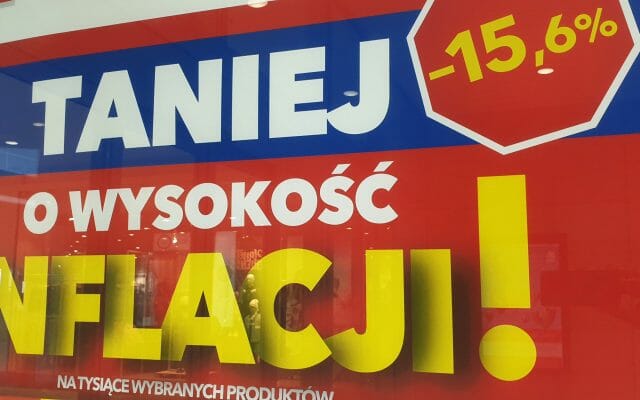 TANIEJ
-15,6%
O WYSOKOŚĆ
NFLACJI!
NA TYSIĄCE WYBRANYCH PRODUKTÓW